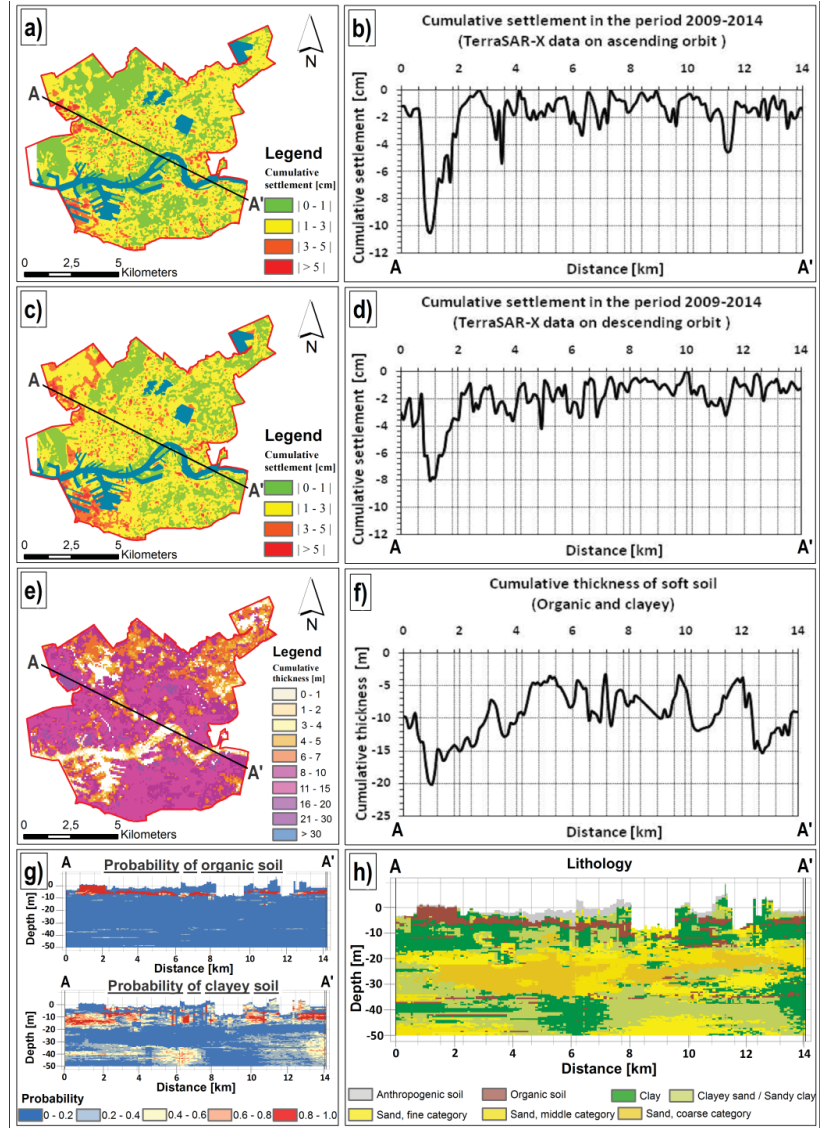 a)
N
A
A'
Legend
Cumulative
settlement [cm]
| 0 - 1 |
| 1 - 3 |
| 3 - 5 |
| > 5 |
0 2,5 5
Kilometers
b)
Cumulative settlement in the period 2009-2014
(TerraSAR-X data on ascending orbit )
0 2 4 6 8 10 12 14
Cumulative settlement [cm]
0
-2
-4
-6
-8
-10
-12
A Distance [km] A'
c)
N
A
A'
Legend
Cumulative
settlement [cm]
| 0 - 1 |
| 1 - 3 |
| 3 - 5 |
| > 5 |
0 2,5 5
Kilometers
d)
Cumulative settlement in the period 2009-2014
(TerraSAR-X data on descending orbit )
0 2 4 6 8 10 12 14
Cumulative settlement [cm]
0
-2
-4
-6
-8
-10
-12
A Distance [km] A'
e)
N
A
A'
Legend
Cumulative
thickness [m]
0 - 1
1 - 2
3 - 4
4 - 5
6 - 7
8 - 10
11 - 15
16 - 20
21 - 30
> 30
0 2,5 5
Kilometers
f)
Cumulative thickness of soft soil
(Organic and clayey)
0 2 4 6 8 10 12 14
Cumulative thickness [m]
0
-5
-10
-15
-20
-25
A Distance [km] A'
g)
A A'
Probability of organic soil
Depth [m]
0
-10
-20
-30
-40
-50
0 2 4 6 8 10 12 14
Distance [km]
Probability of clayey soil
Depth [m]
0
-10
-20
-30
-40
-50
0 2 4 6 8 10 12 14
Distance [km]
Probability
0 - 0.2 0.2 - 0.4 0.4 - 0.6 0.6 - 0.8 0.8 - 1.0
h)
A A'
Lithology
Depth [m]
0
-10
-20
-30
-40
-50
0 2 4 6 8 10 12 14
Distance [km]
Anthropogenic soil Organic soil Clay Clayey sand / Sandy clay
Sand, fine category Sand, middle category Sand, coarse category